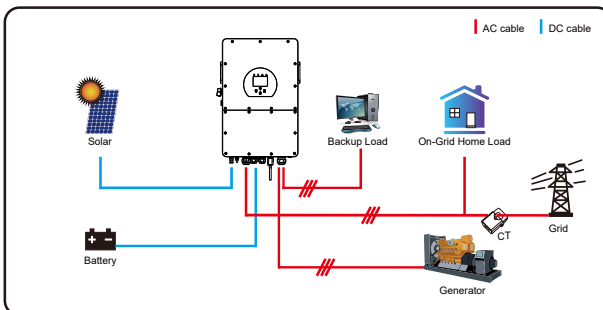 AC cable
DC cable
Solar
Backup Load
On-Grid Home Load
Battery
CT
Grid
Generator